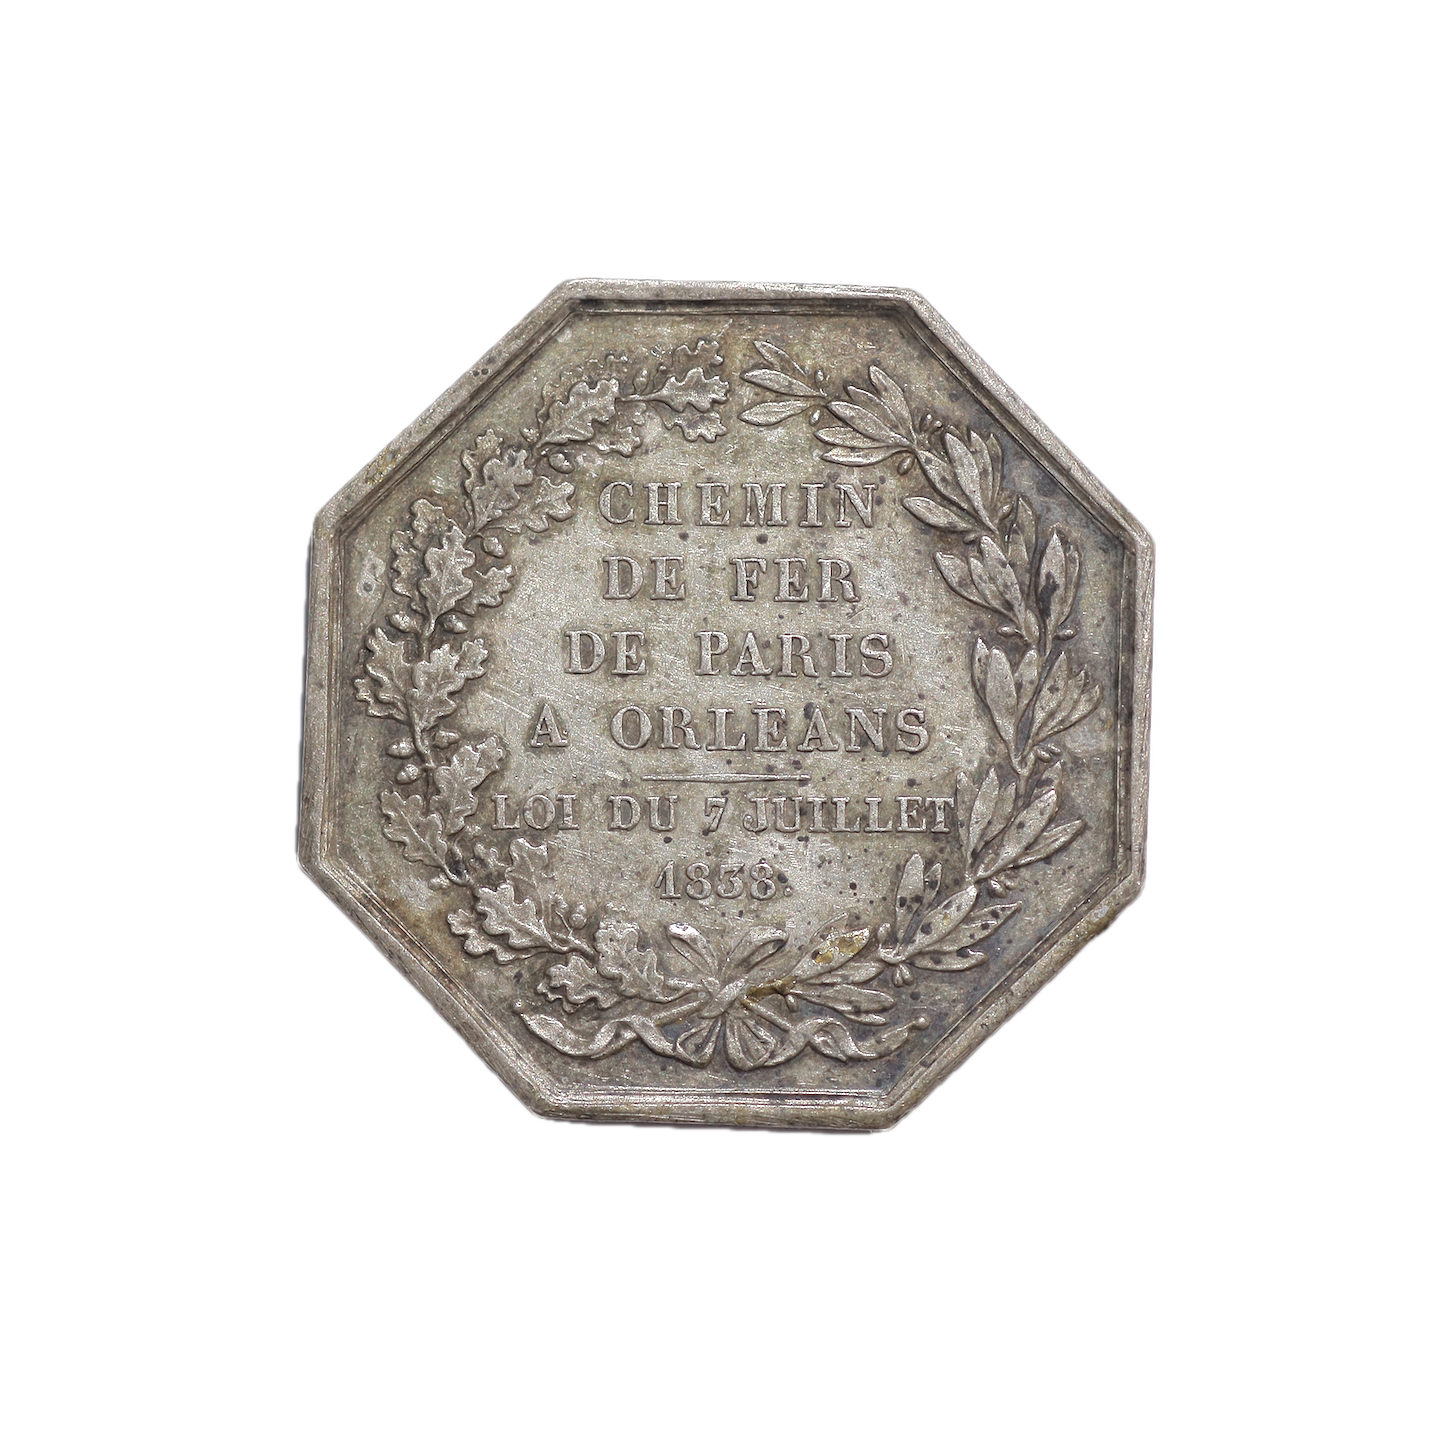 CHEMIN
DE FER
DE PARIS
A ORLEANS
LOI DU 7 JUILLET
1838.